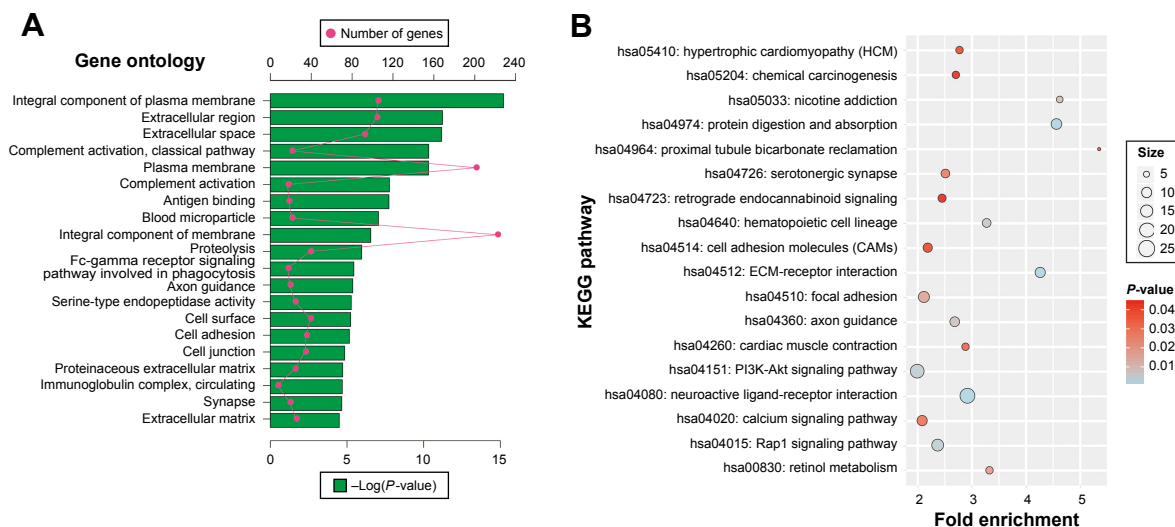 A
Number of genes
Gene ontology
0 40 80 120 160 200 240
Integral component of plasma membrane
Extracellular region
Extracellular space
Complement activation, classical pathway
Plasma membrane
Complement activation
Antigen binding
Blood microparticle
Integral component of membrane
Proteolysis
Fc-gamma receptor signaling
pathway involved in phagocytosis
Axon guidance
Serine-type endopeptidase activity
Cell surface
Cell adhesion
Cell junction
Proteinaceous extracellular matrix
Immunoglobulin complex, circulating
Synapse
Extracellular matrix
0 5 10 15
–Log(P-value)
B
KEGG pathway
hsa05410: hypertrophic cardiomyopathy (HCM)
hsa05204: chemical carcinogenesis
hsa05033: nicotine addiction
hsa04974: protein digestion and absorption
hsa04964: proximal tubule bicarbonate reclamation
hsa04726: serotonergic synapse
hsa04723: retrograde endocannabinoid signaling
hsa04640: hematopoietic cell lineage
hsa04514: cell adhesion molecules (CAMs)
hsa04512: ECM-receptor interaction
hsa04510: focal adhesion
hsa04360: axon guidance
hsa04260: cardiac muscle contraction
hsa04151: PI3K-Akt signaling pathway
hsa04080: neuroactive ligand-receptor interaction
hsa04020: calcium signaling pathway
hsa04015: Rap1 signaling pathway
hsa00830: retinol metabolism
2 3 4 5
Fold enrichment
Size
5
10
15
20
25
P-value
0.04
0.03
0.02
0.01